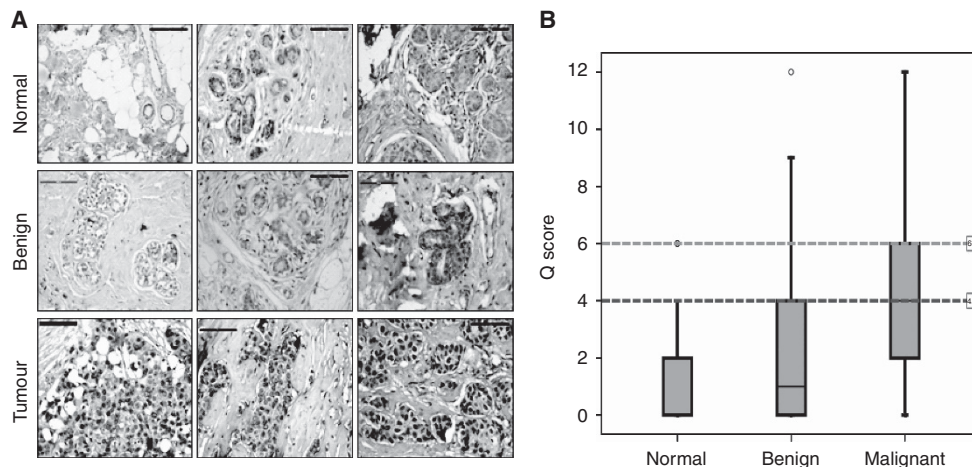 A
Normal
Benign
Tumour
B
Q score
12
10
8
6
4
2
0
6
4
Normal
Benign
Malignant